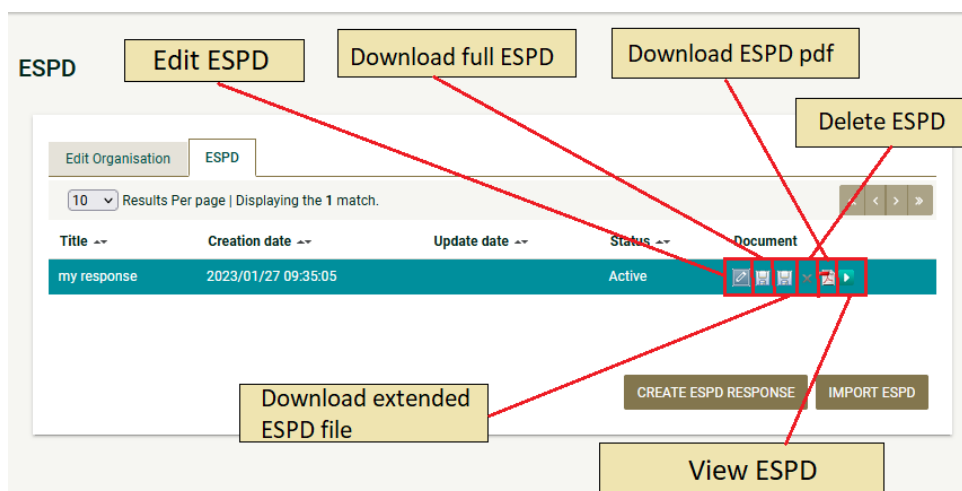 ESPD
Edit ESPD
Download full ESPD
Download ESPD pdf
Delete ESPD
Edit Organisation
ESPD
10 Results Per page | Displaying the 1 match.
Title Creation date Update date Status Document
my response 2023/01/27 09:35:05 Active
CREATE ESPD RESPONSE IMPORT ESPD
Download extended
ESPD file
View ESPD